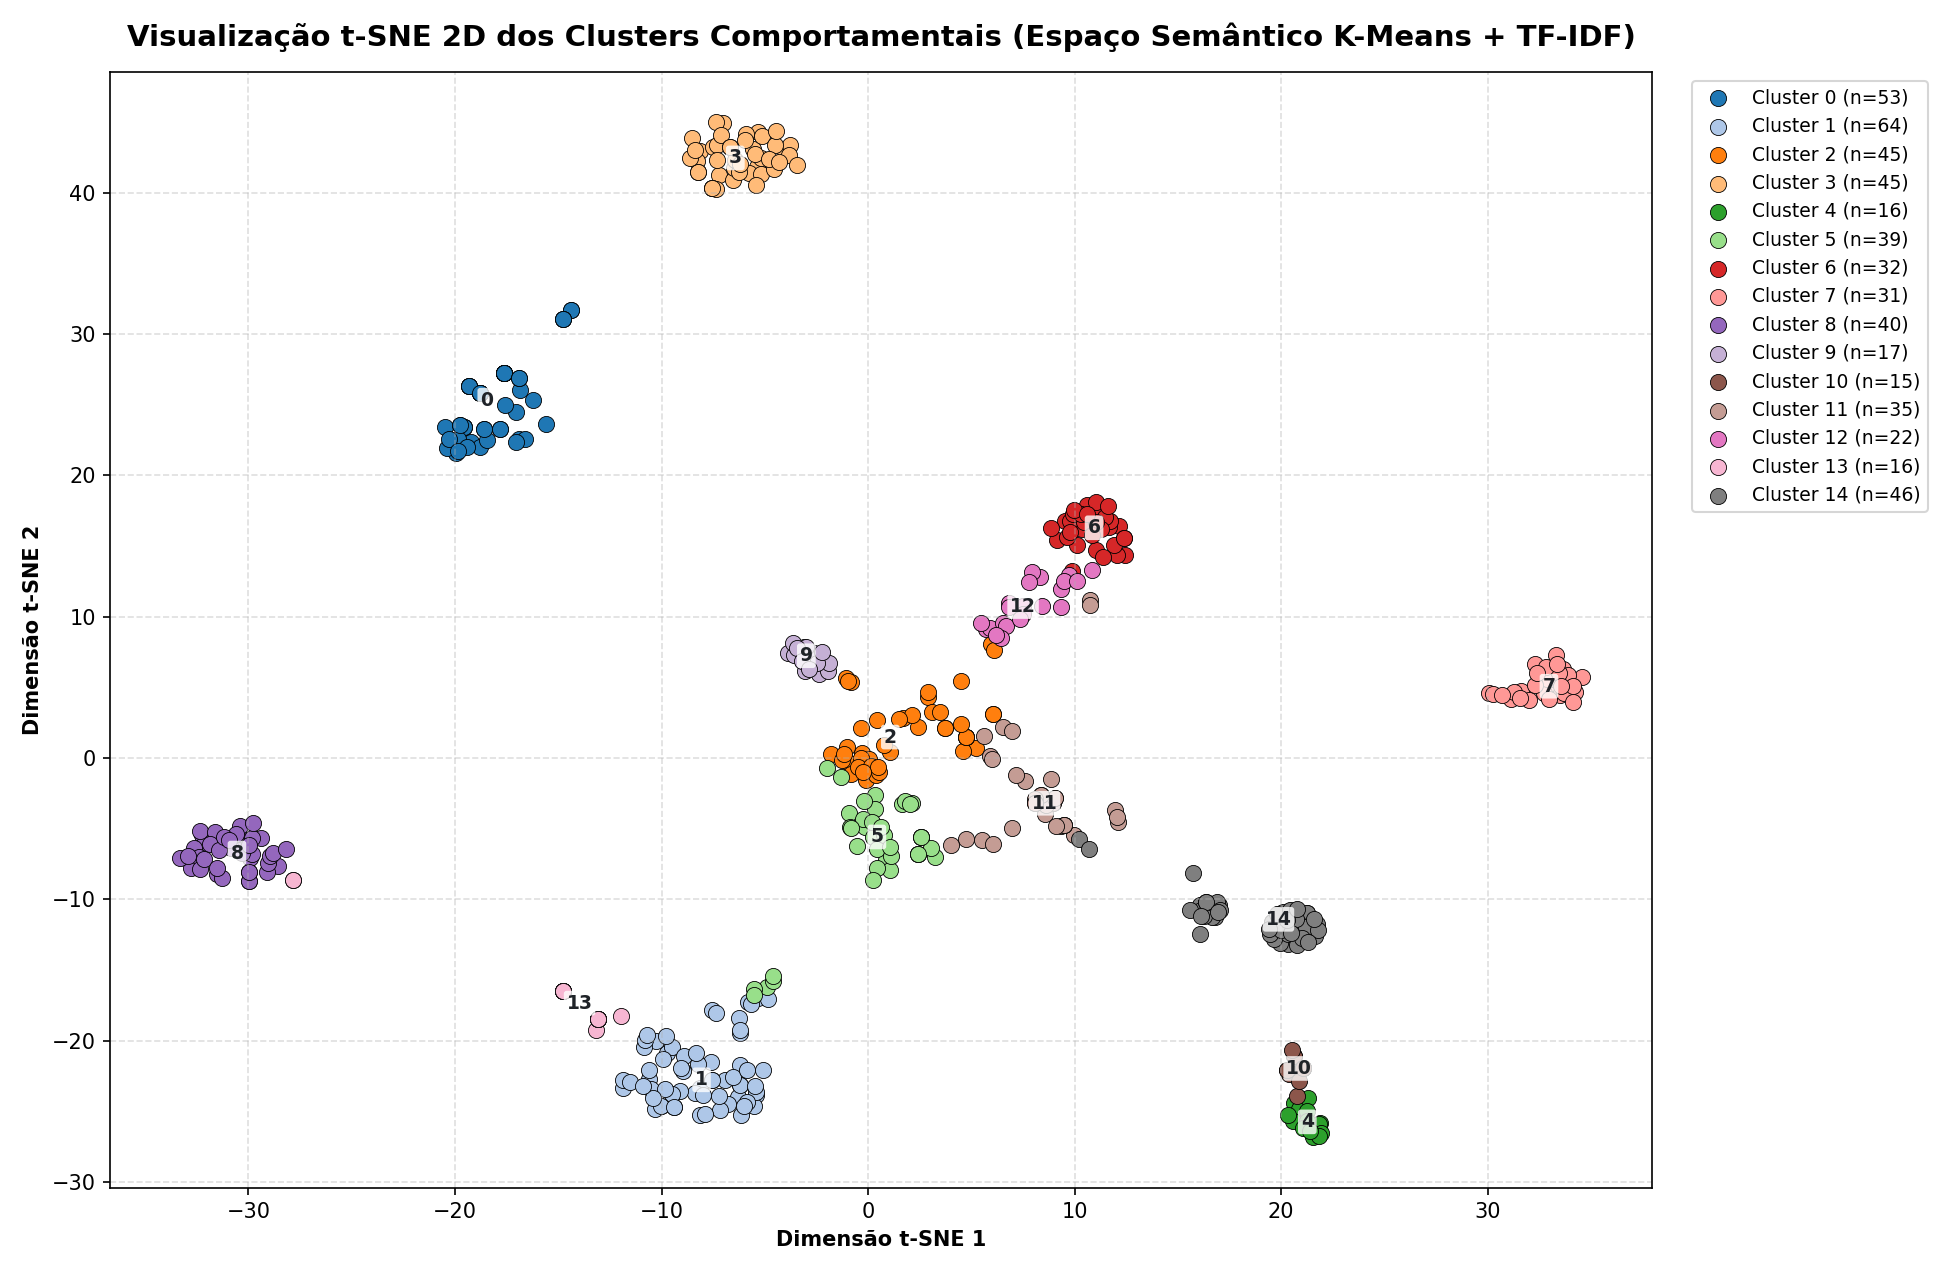 Visualização t-SNE 2D dos Clusters Comportamentais (Espaço Semântico K-Means + TF-IDF)
Cluster 0 (n=53)
Cluster 1 (n=64)
Cluster 2 (n=45)
Cluster 3 (n=45)
Cluster 4 (n=16)
Cluster 5 (n=39)
Cluster 6 (n=32)
Cluster 7 (n=31)
Cluster 8 (n=40)
Cluster 9 (n=17)
Cluster 10 (n=15)
Cluster 11 (n=35)
Cluster 12 (n=22)
Cluster 13 (n=16)
Cluster 14 (n=46)
Dimensão t-SNE 2
40
30
20
10
0
−10
−20
−30
3
0
6
12
9
7
2
11
5
8
14
13
1
10
4
−30
−20
−10
0
10
20
30
Dimensão t-SNE 1